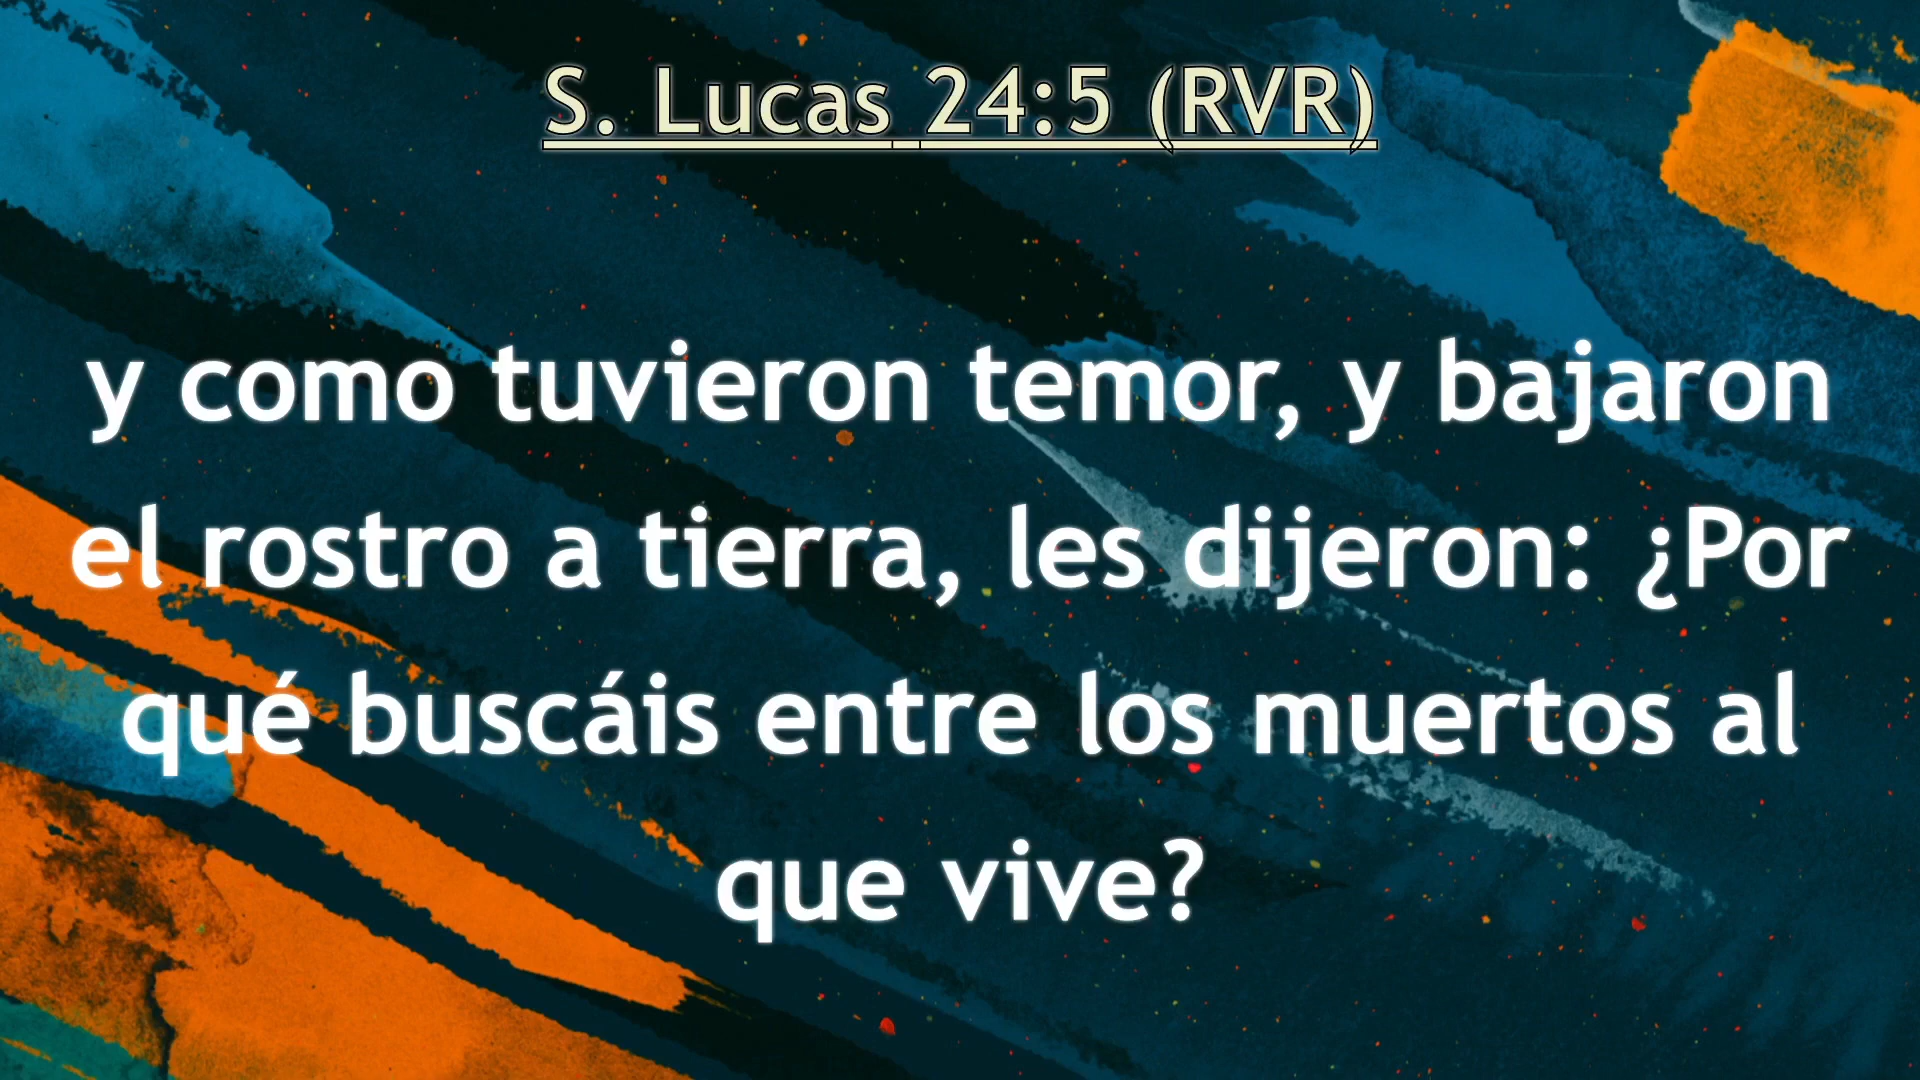 S. Lucas 24:5 (RVR)
y como tuvieron temor, y bajaron
el rostro a tierra, les dijeron: ¿Por
qué buscáis entre los muertos al
que vive?